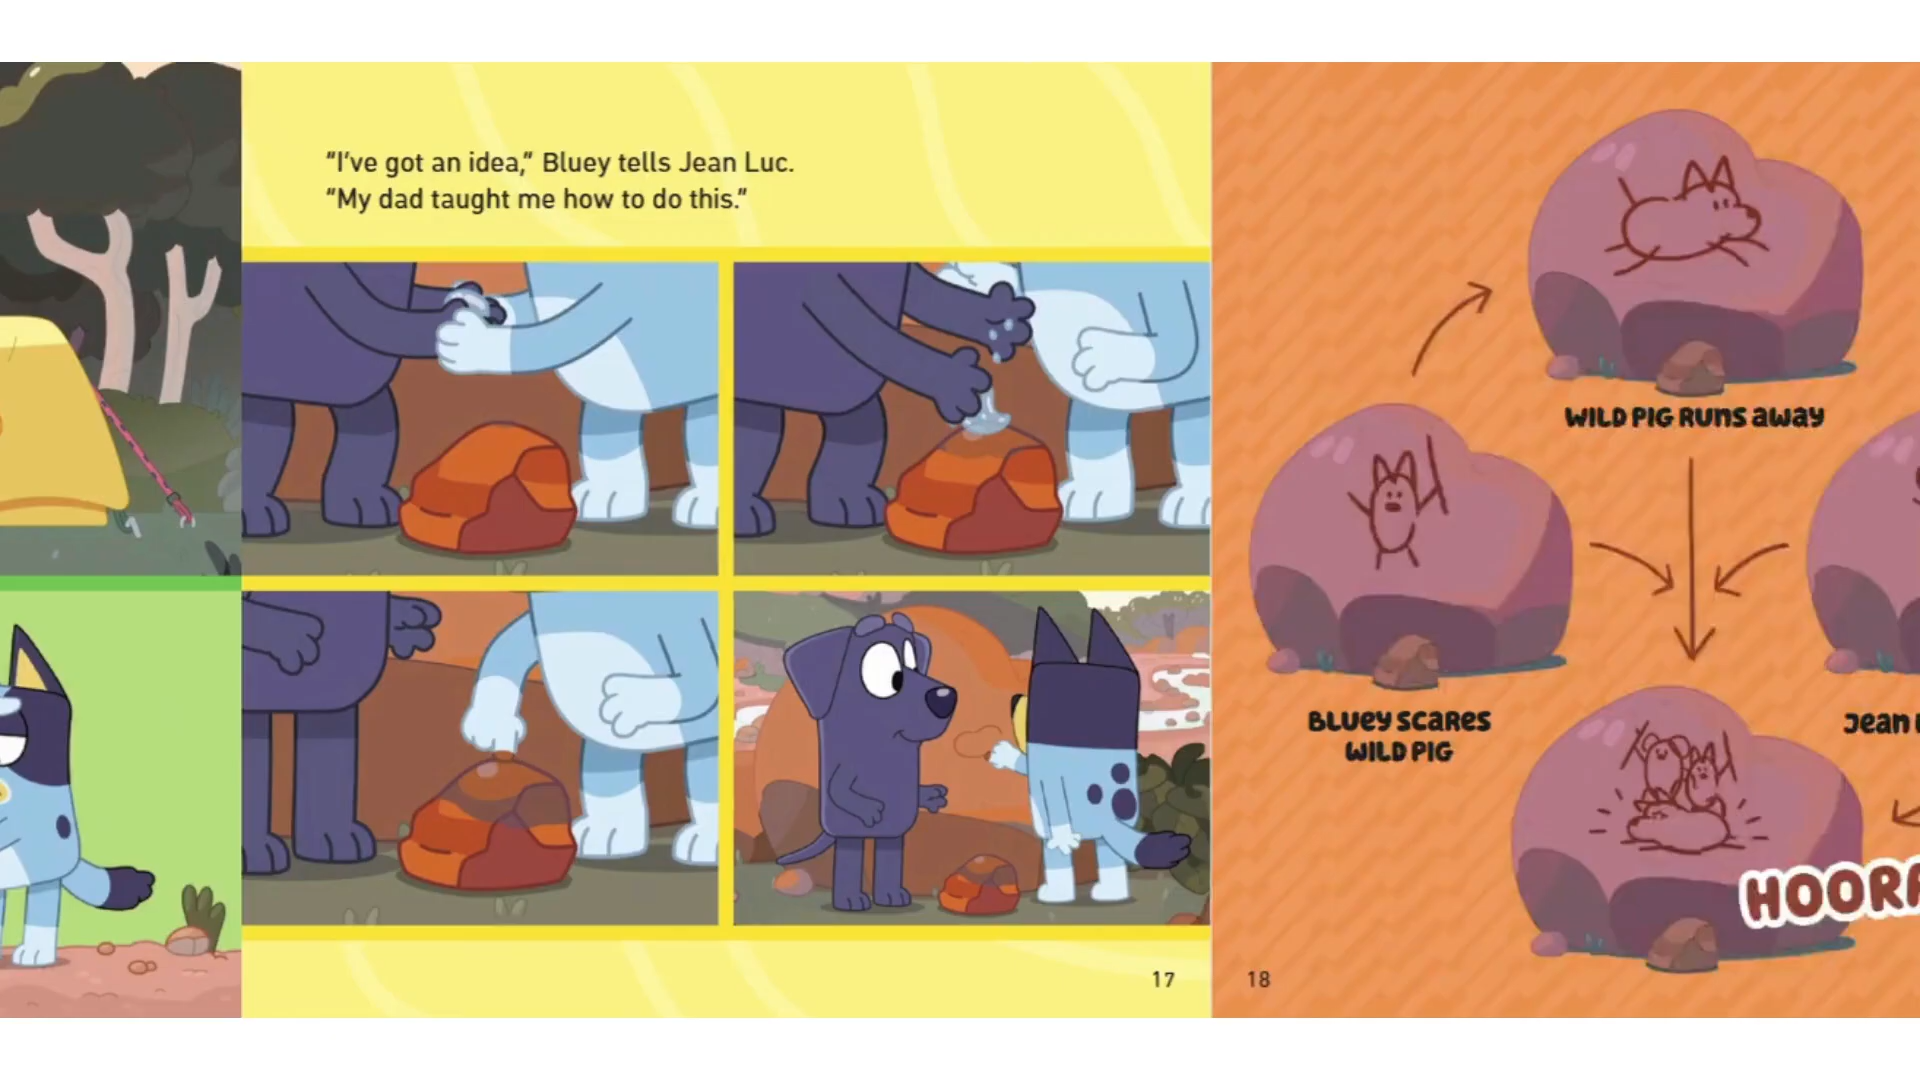 "I've got an idea," Bluey tells Jean Luc.
"My dad taught me how to do this."
17
WILD PIG RUNS away
BLUEY SCARES
WILD PIG
Jean
18